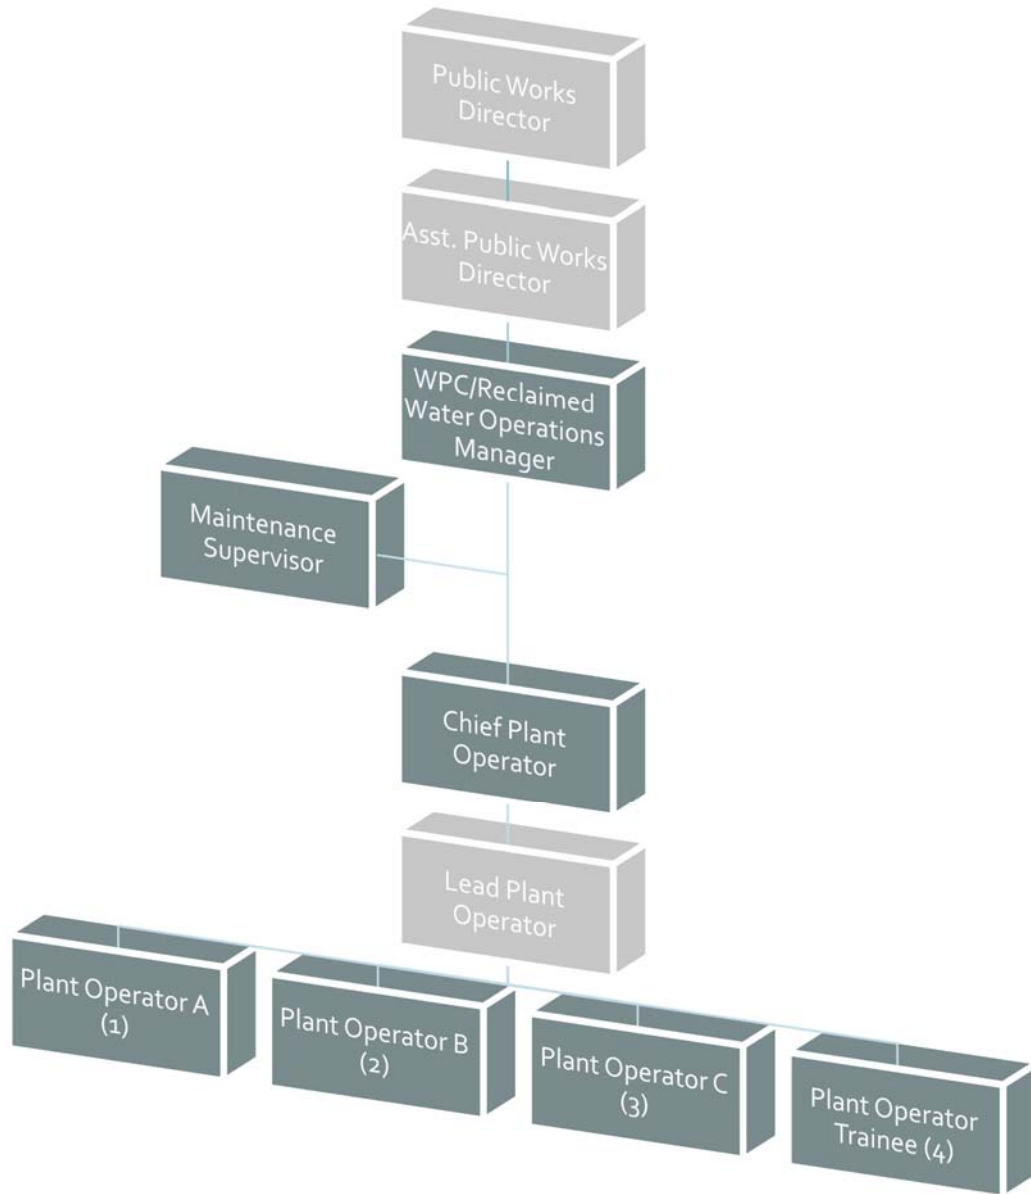 Public Works
Director
Asst. Public Works
Director
WPC/Reclaimed
Water Operations
Manager
Maintenance
Supervisor
Chief Plant
Operator
Lead Plant
Operator
Plant Operator A
(1)
Plant Operator B
(2)
Plant Operator C
(3)
Plant Operator
Trainee (4)